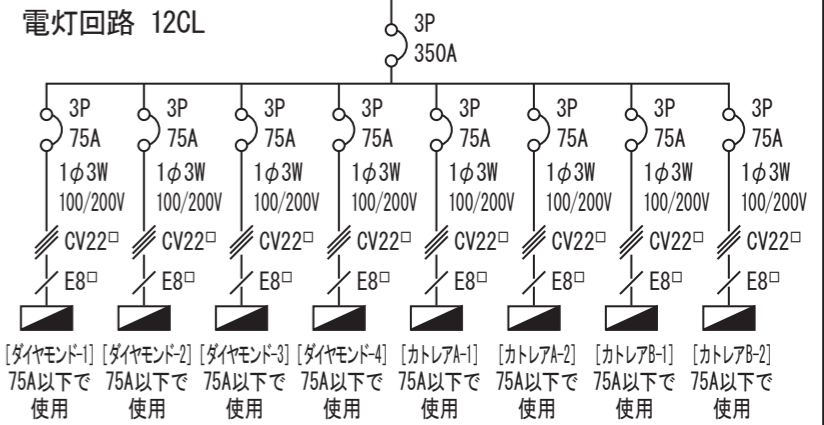 電灯回路 12CL
3P
350A
3P 3P 3P 3P 3P 3P 3P 3P
75A 75A 75A 75A 75A 75A 75A 75A
1φ3W 1φ3W 1φ3W 1φ3W 1φ3W 1φ3W 1φ3W 1φ3W
100/200V 100/200V 100/200V 100/200V 100/200V 100/200V 100/200V 100/200V
CV22□ CV22□ CV22□ CV22□ CV22□ CV22□ CV22□ CV22□
E8□ E8□ E8□ E8□ E8□ E8□ E8□ E8□
[ダイヤモンド-1] [ダイヤモンド-2] [ダイヤモンド-3] [ダイヤモンド-4] [カトレアA-1] [カトレアA-2] [カトレアB-1] [カトレアB-2]
75A以下で 75A以下で 75A以下で 75A以下で 75A以下で 75A以下で 75A以下で 75A以下で
使用 使用 使用 使用 使用 使用 使用 使用